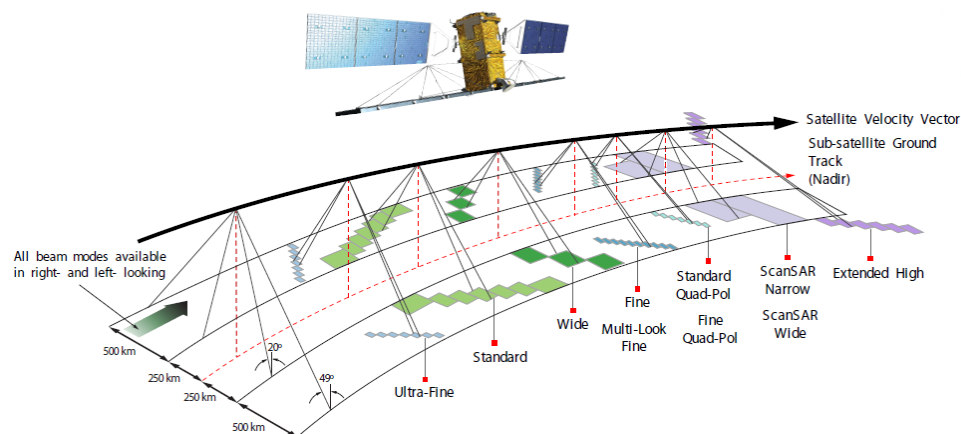 Satellite Velocity Vector
Sub-satellite Ground
Track
(Nadir)
All beam modes available
in right- and left- looking
500 km
250 km
250 km
500 km
20º
49º
Ultra-Fine
Standard
Wide
Fine
Multi-Look
Fine
Standard
Quad-Pol
Fine
Quad-Pol
ScanSAR
Narrow
ScanSAR
Wide
Extended High